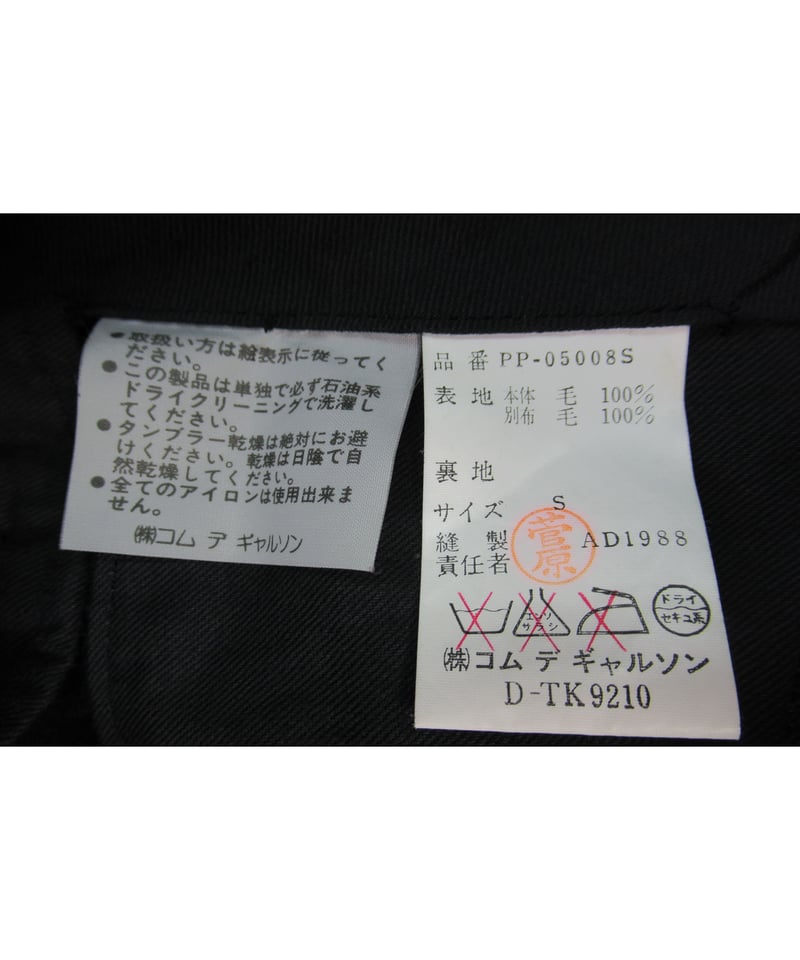 ●取扱い方は絵表示に従ってく
ださい。
●この製品は単独で必ず石油系
ドライクリーニングで洗濯し
てください。
●タンブラー乾燥は絶対にお避
けください。乾燥は日陰で自
然乾燥してください。
●全てのアイロンは使用出来ま
せん。
㈱コム デ ギャルソン
品 番 PP-05008S
表 地 本体 毛 100%
別布 毛 100%
裏 地
サイズ S
縫 製
責任者
菅原
AD1988
エンソ
サラシ
ドライ
セキユ系
㈱コム デ ギャルソン
D-TK9210